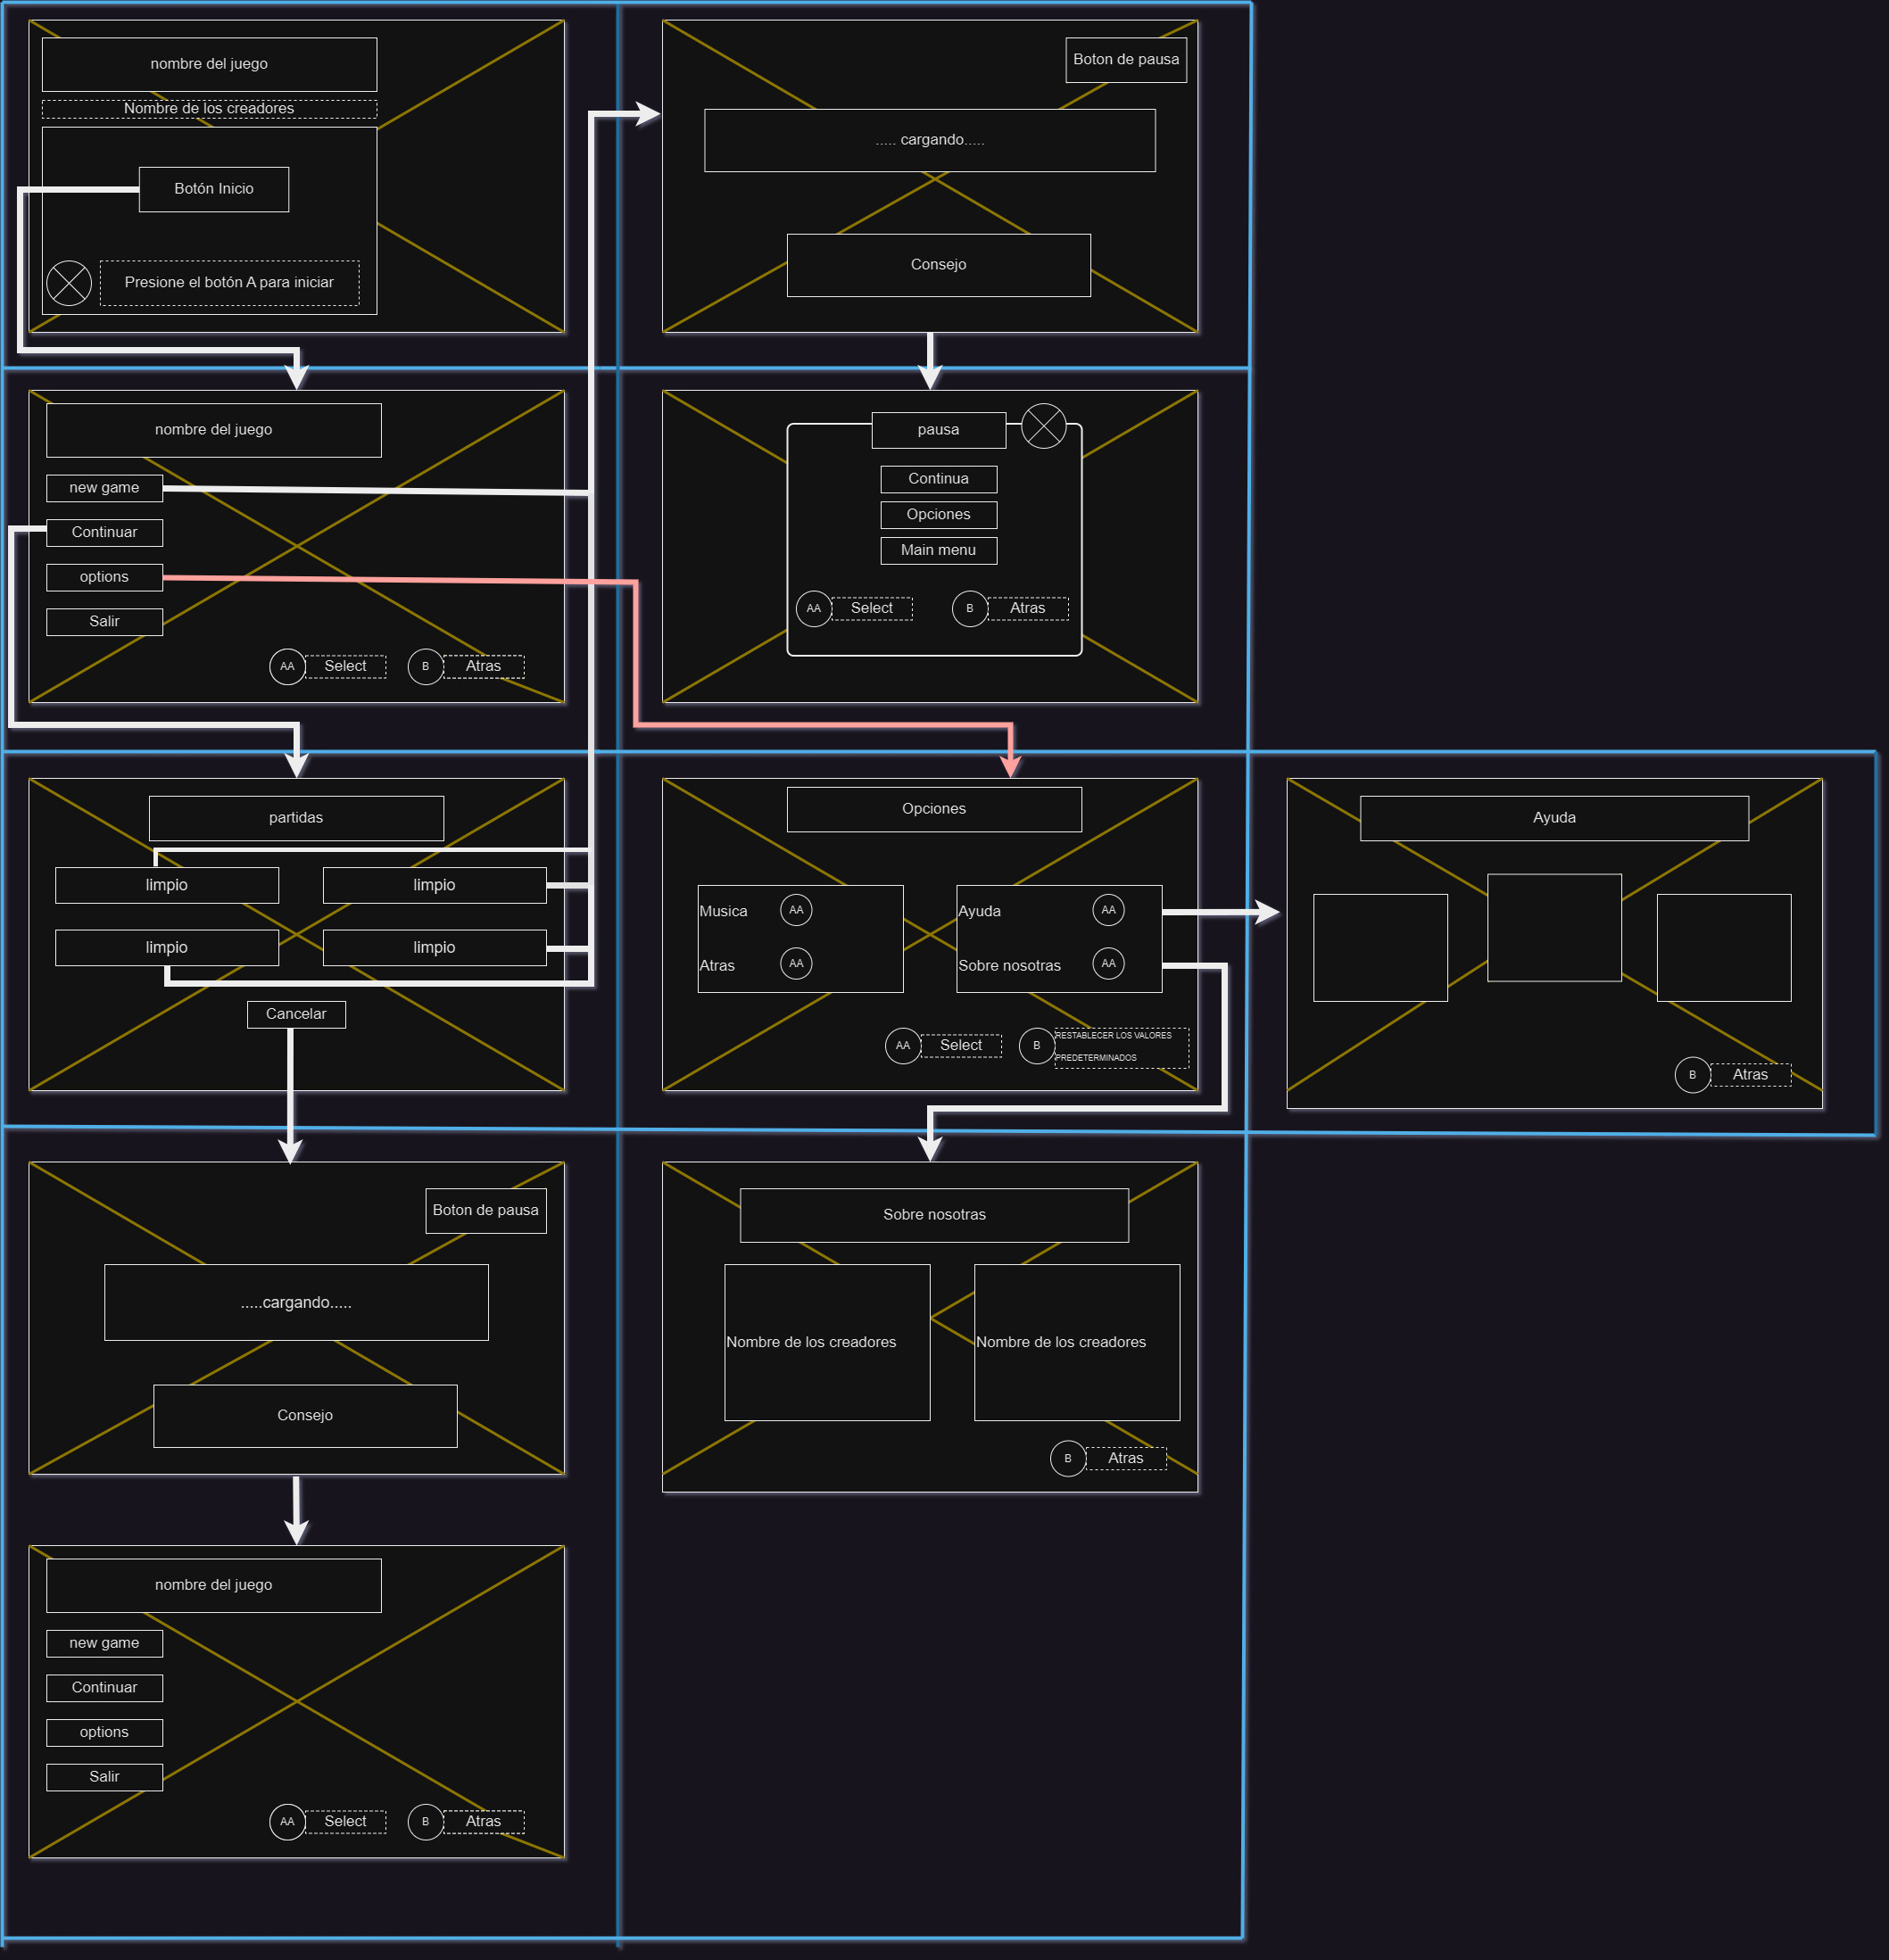 nombre del juego
Nombre de los creadores
Botón Inicio
Presione el botón A para iniciar
Boton de pausa
..... cargando.....
Consejo
nombre del juego
new game
Continuar
options
Salir
AA
Select
B
Atras
pausa
Continua
Opciones
Main menu
AA
Select
B
Atras
partidas
limpio
limpio
limpio
limpio
Cancelar
Opciones
Musica
AA
Atras
AA
Ayuda
AA
Sobre nosotras
AA
AA
Select
B
RESTABLECER LOS VALORES
PREDETERMINADOS
Ayuda
B
Atras
Boton de pausa
.....cargando.....
Consejo
Sobre nosotras
Nombre de los creadores
Nombre de los creadores
B
Atras
nombre del juego
new game
Continuar
options
Salir
AA
Select
B
Atras